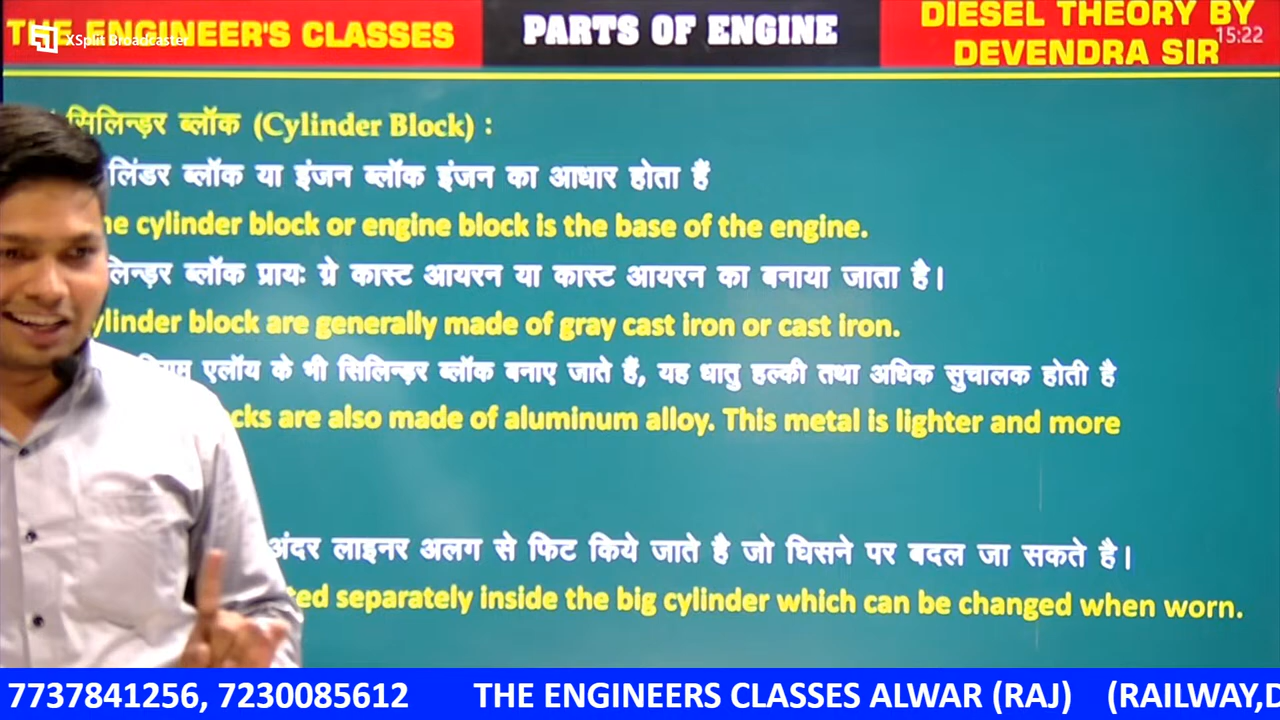 THE ENGINEER'S CLASSES
XSplit Broadcaster
PARTS OF ENGINE
DIESEL THEORY BY
DEVENDRA SIR
15:22
सिलिन्ड़र ब्लॉक (Cylinder Block) :
लिंडर ब्लॉक या इंजन ब्लॉक इंजन का आधार होता हैं
he cylinder block or engine block is the base of the engine.
लिन्ड़र ब्लॉक प्रायः ग्रे कास्ट आयरन या कास्ट आयरन का बनाया जाता है।
ylinder block are generally made of gray cast iron or cast iron.
एलॉय के भी सिलिन्ड़र ब्लॉक बनाए जाते हैं, यह धातु हल्की तथा अधिक सुचालक होती है
cks are also made of aluminum alloy. This metal is lighter and more
अंदर लाइनर अलग से फिट किये जाते है जो घिसने पर बदल जा सकते है।
ted separately inside the big cylinder which can be changed when worn.
7737841256, 7230085612 THE ENGINEERS CLASSES ALWAR (RAJ) (RAILWAY,D